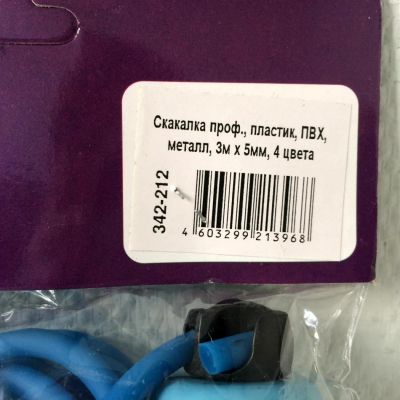 Скакалка проф., пластик, ПВХ,
металл, 3м х 5мм, 4 цвета
342-212
4 603299 213968